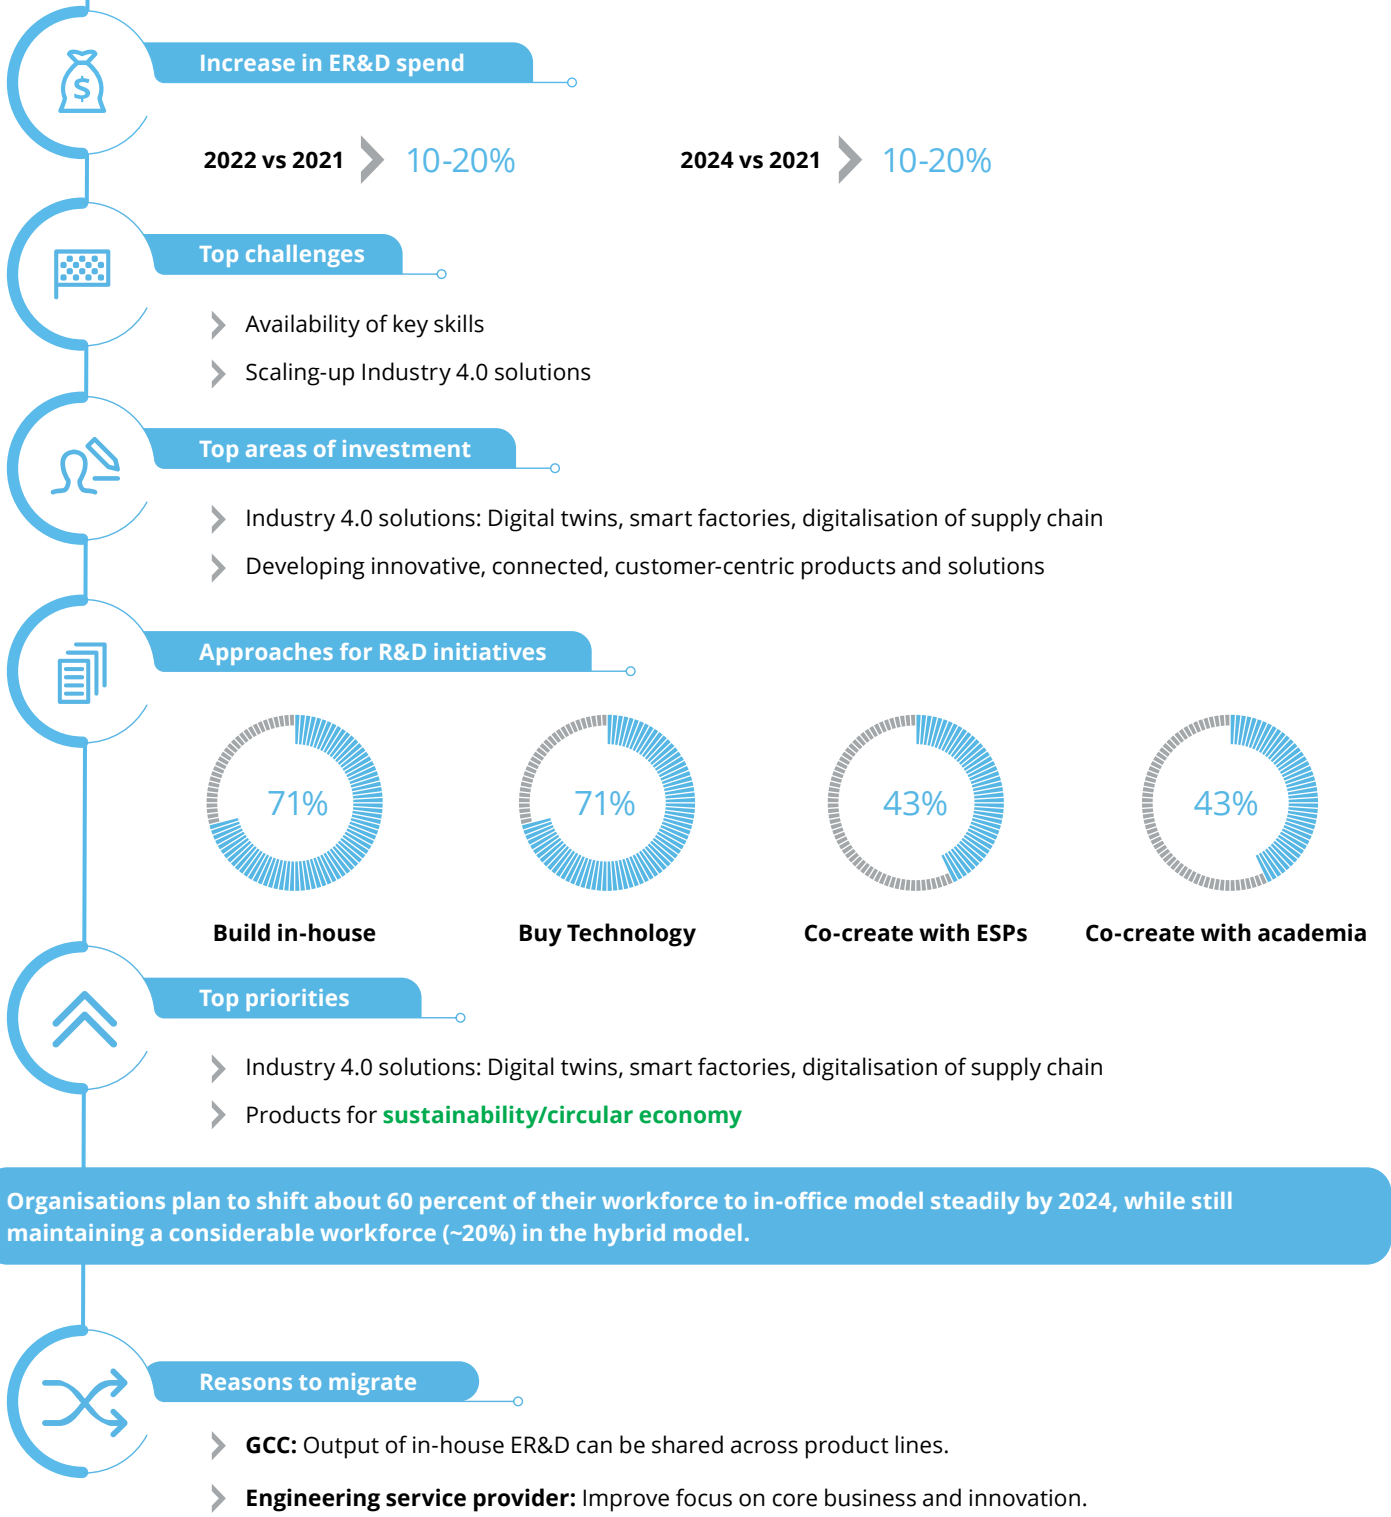 Increase in ER&D spend
$
2022 vs 2021 10-20% 2024 vs 2021 10-20%
Top challenges
Availability of key skills
Scaling-up Industry 4.0 solutions
Top areas of investment
Industry 4.0 solutions: Digital twins, smart factories, digitalisation of supply chain
Developing innovative, connected, customer-centric products and solutions
Approaches for R&D initiatives
71% 71% 43% 43%
Build in-house Buy Technology Co-create with ESPs Co-create with academia
Top priorities
Industry 4.0 solutions: Digital twins, smart factories, digitalisation of supply chain
Products for sustainability/circular economy
Organisations plan to shift about 60 percent of their workforce to in-office model steadily by 2024, while still
maintaining a considerable workforce (~20%) in the hybrid model.
Reasons to migrate
GCC: Output of in-house ER&D can be shared across product lines.
Engineering service provider: Improve focus on core business and innovation.